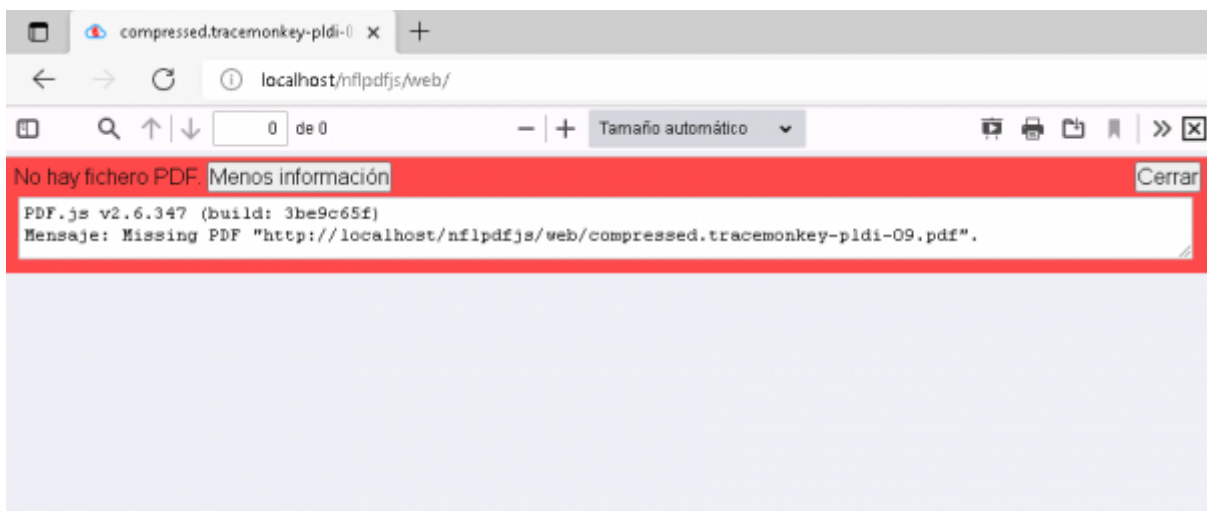 compressed.tracemonkey-pldi-0
localhost/nflpdfjs/web/
0 de 0 Tamaño automático
No hay fichero PDF. Menos información Cerrar
PDF.js v2.6.347 (build: 3be9c65f)
Mensaje: Missing PDF "http://localhost/nflpdfjs/web/compressed.tracemonkey-pldi-09.pdf".